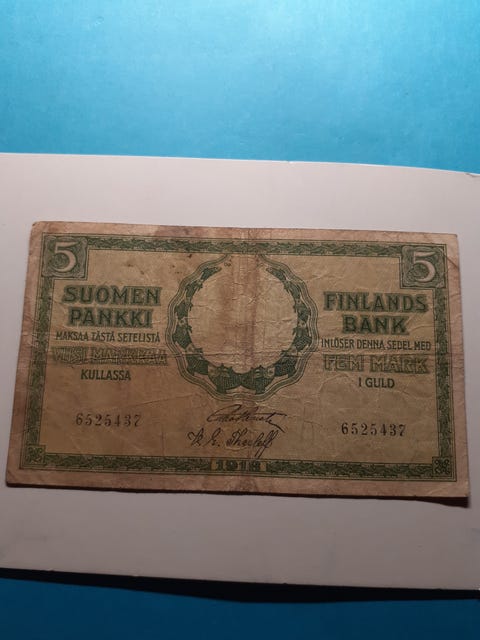 5
5
SUOMEN
PANKKI
MAKSAA TÄSTÄ SETELISTÄ
VIISI MARKKAA
KULLASSA
FINLANDS
BANK
INLÖSER DENNA SEDEL MED
FEM MARK
I GULD
6525437
6525437
1918